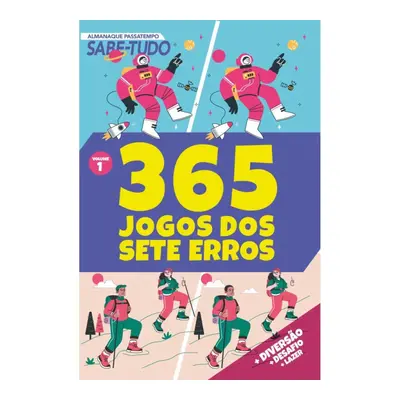 ALMANAQUE PASSATEMPO
SABE-TUDO
VOLUME
1
365
JOGOS DOS
SETE ERROS
+ DIVERSÃO
+ DESAFIO
+ LAZER